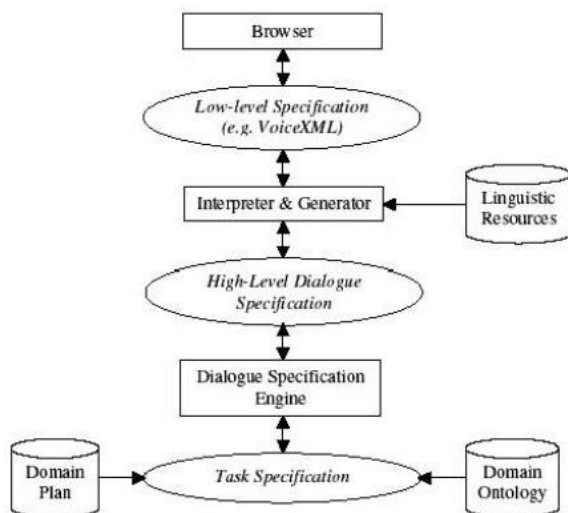 Browser
Low-level Specification
(e.g. VoiceXML)
Interpreter & Generator
Linguistic
Resources
High-Level Dialogue
Specification
Dialogue Specification
Engine
Domain
Plan
Task Specification
Domain
Ontology